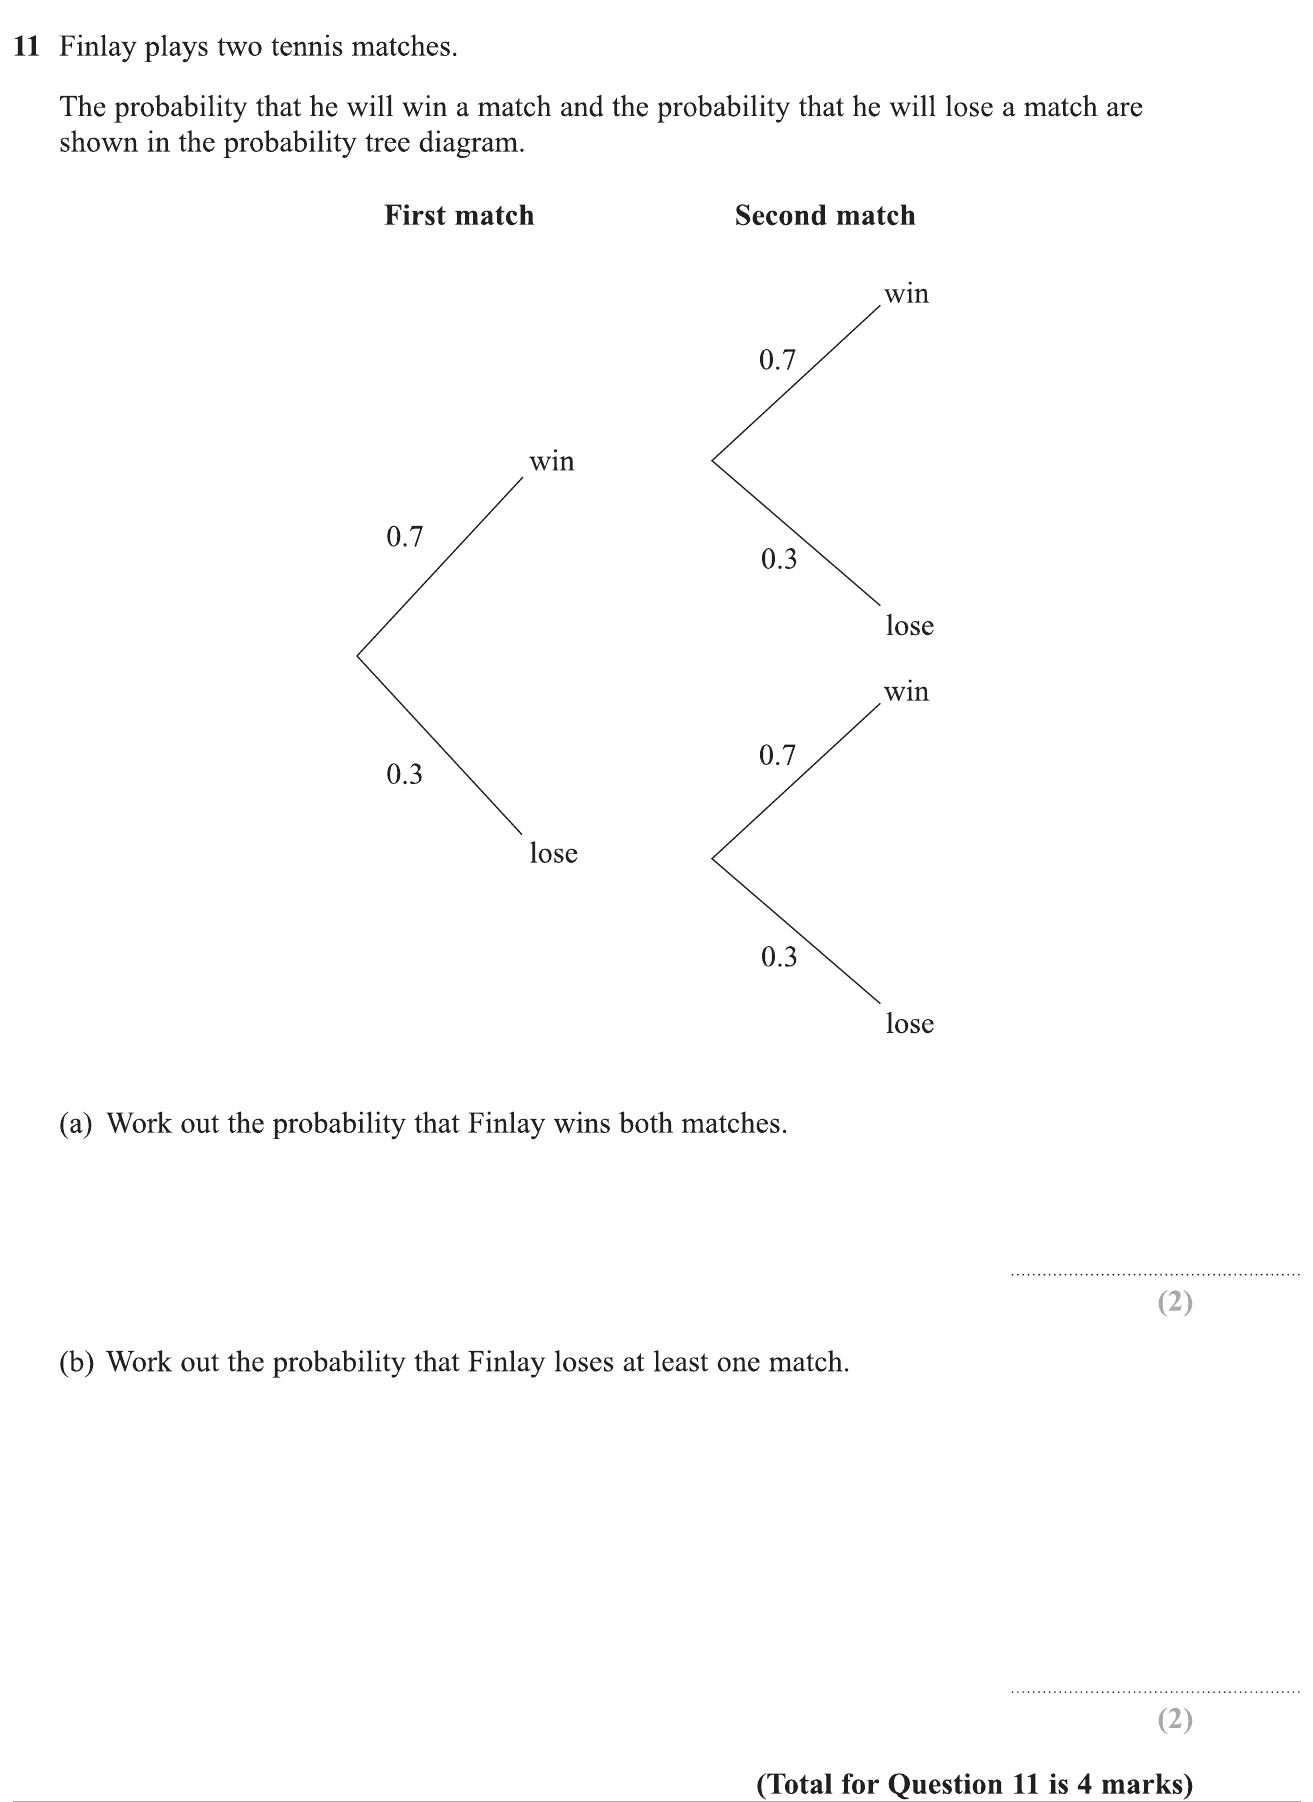 11 Finlay plays two tennis matches.
The probability that he will win a match and the probability that he will lose a match are
shown in the probability tree diagram.
First match Second match
win
0.7
win
0.7
0.3
lose
win
0.7
0.3
lose
0.3
lose
(a) Work out the probability that Finlay wins both matches.
(2)
(b) Work out the probability that Finlay loses at least one match.
(2)
(Total for Question 11 is 4 marks)